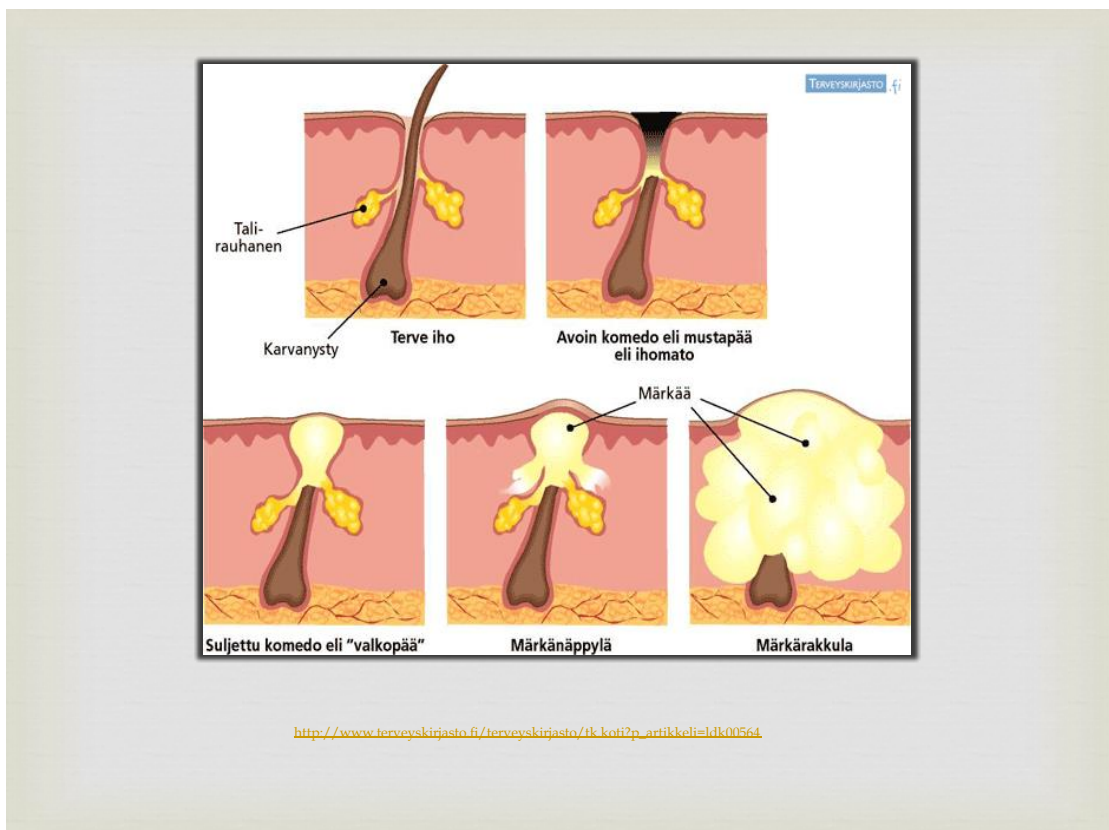 TERVEYSKIRJASTO.fi
Tali-
rauhanen
Karvanysty
Terve iho
Avoin komedo eli mustapää
eli ihomato
Märkää
Suljettu komedo eli ”valkopää”
Märkänäppylä
Märkärakkula
http://www.terveyskirjasto.fi/terveyskirjasto/tk.koti?p_artikkeli=ldk00564